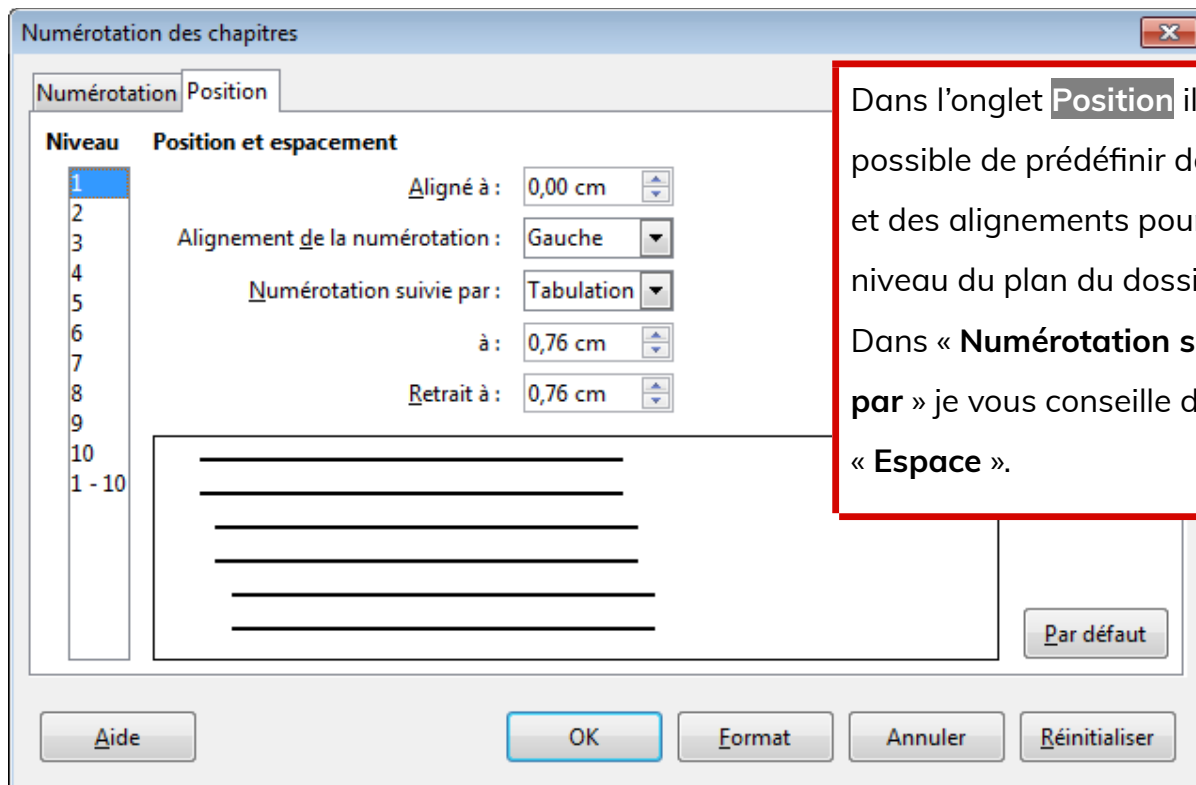 Numérotation des chapitres
Numérotation Position
Niveau Position et espacement
1
2
3
4
5
6
7
8
9
10
1 - 10
Aligné à : 0,00 cm
Alignement de la numérotation : Gauche
Numérotation suivie par : Tabulation
à : 0,76 cm
Retrait à : 0,76 cm
Dans l’onglet Position il
possible de prédéfinir
et des alignements
niveau du plan du
Dans « Numérotation
par » je vous conseille
« Espace ».
Par défaut
Aide OK Format Annuler Réinitialiser